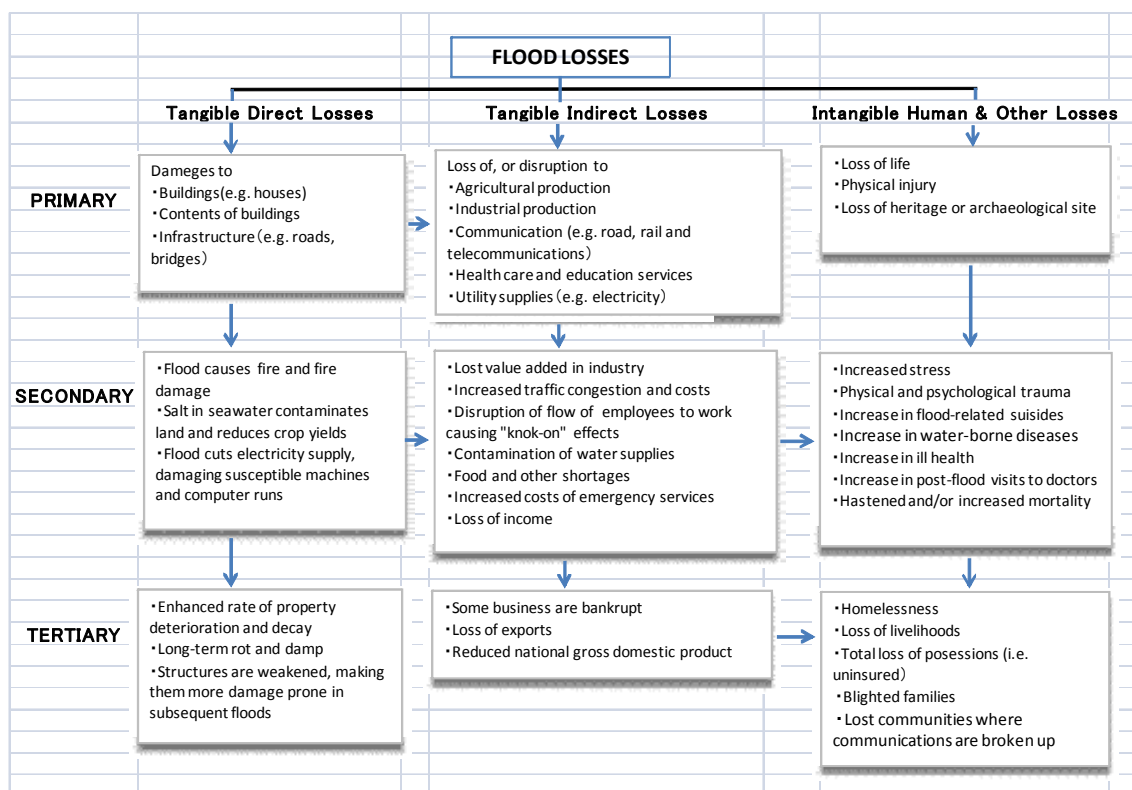 FLOOD LOSSES
Tangible Direct Losses
Tangible Indirect Losses
Intangible Human & Other Losses
PRIMARY
Dameges to
・Buildings(e.g. houses)
・Contents of buildings
・Infrastructure(e.g. roads,
bridges)
Loss of, or disruption to
・Agricultural production
・Industrial production
・Communication (e.g. road, rail and
telecommunications)
・Health care and education services
・Utility supplies(e.g. electricity)
・Loss of life
・Physical injury
・Loss of heritage or archaeological site
SECONDARY
・Flood causes fire and fire
damage
・Salt in seawater contaminates
land and reduces crop yields
・Flood cuts electricity supply,
damaging susceptible machines
and computer runs
・Lost value added in industry
・Increased traffic congestion and costs
・Disruption of flow of employees to work
causing "knok-on" effects
・Contamination of water supplies
・Food and other shortages
・Increased costs of emergency services
・Loss of income
・Increased stress
・Physical and psychological trauma
・Increase in flood-related suisides
・Increase in water-borne diseases
・Increase in ill health
・Increase in post-flood visits to doctors
・Hastened and/or increased mortality
TERTIARY
・Enhanced rate of property
deterioration and decay
・Long-term rot and damp
・Structures are weakened, making
them more damage prone in
subsequent floods
・Some business are bankrupt
・Loss of exports
・Reduced national gross domestic product
・Homelessness
・Loss of livelihoods
・Total loss of posessions (i.e.
uninsured)
・Blighted families
・Lost communities where
communications are broken up